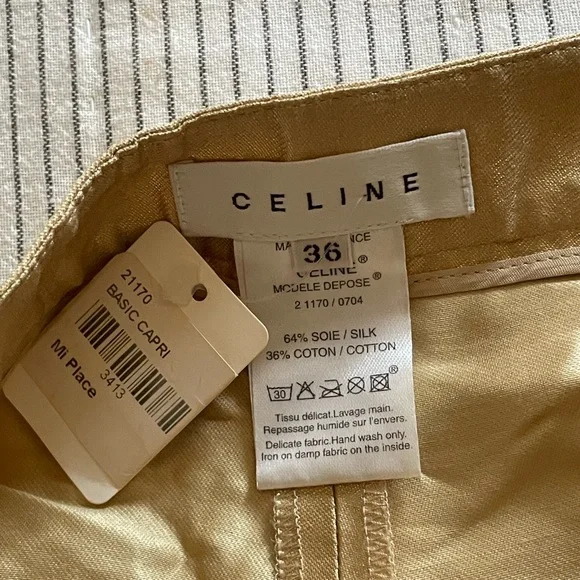 CELINE
36
CELINE®
MODELE DEPOSE®
2 1170 / 0704
64% SOIE / SILK
36% COTON / COTTON
30
®
Tissu délicat.Lavage main.
Repassage humide sur l'envers.
Delicate fabric.Hand wash only.
Iron on damp fabric on the inside.
21170
BASIC CAPRI
3413
Mi Place